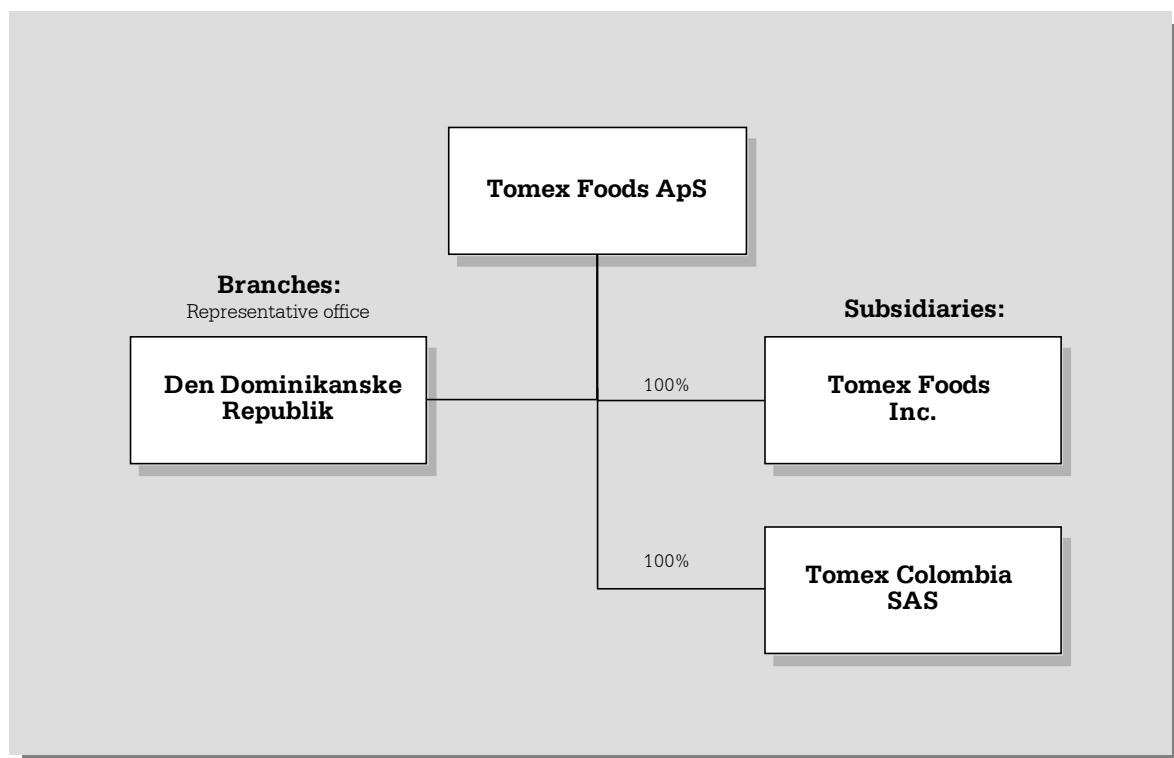 Tomex Foods ApS
Branches:
Representative office
Den Dominikanske
Republik
Subsidiaries:
100%
Tomex Foods
Inc.
100%
Tomex Colombia
SAS